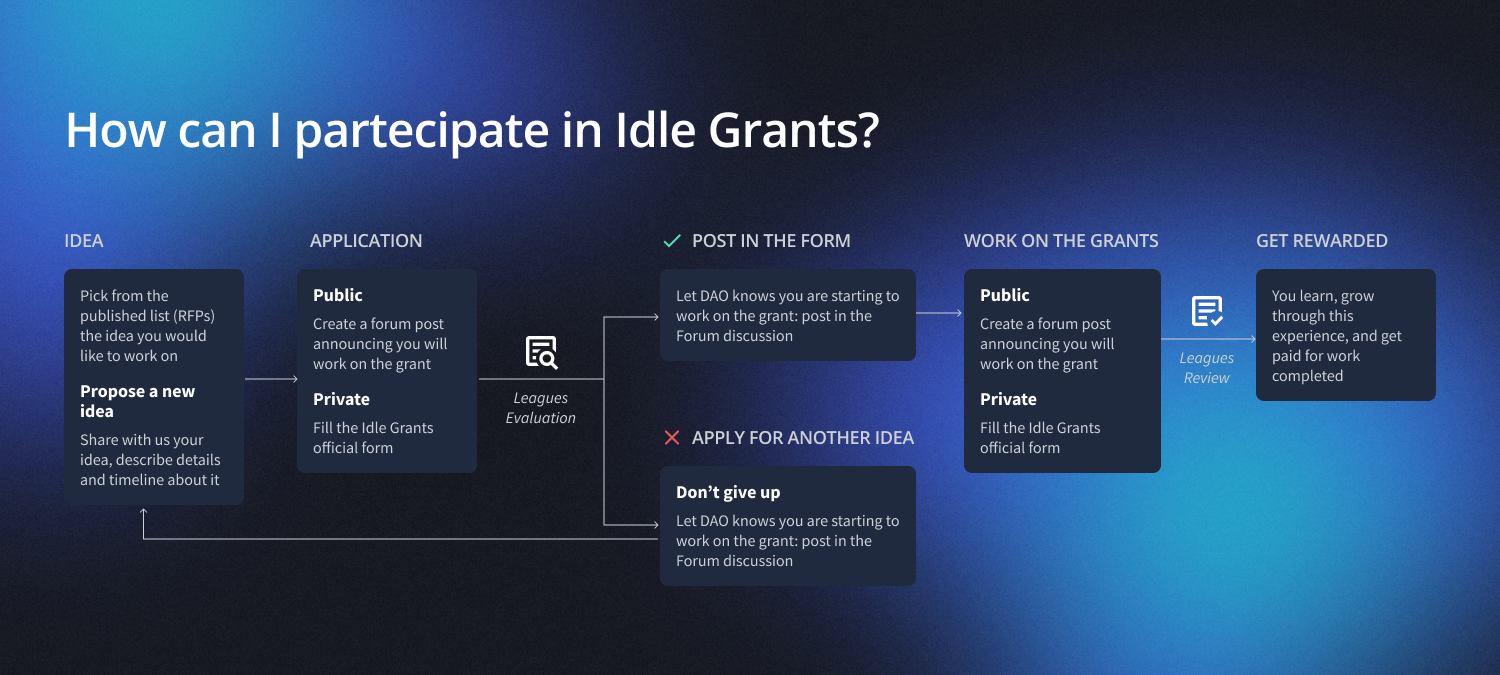 How can I partecipate in Idle Grants?
IDEA
Pick from the
published list (RFPs)
the idea you would
like to work on
Propose a new
idea
Share with us your
idea, describe details
and timeline about it
APPLICATION
Public
Create a forum post
announcing you will
work on the grant
Private
Fill the Idle Grants
official form
Leagues
Evaluation
POST IN THE FORM
Let DAO knows you are starting to
work on the grant: post in the
Forum discussion
APPLY FOR ANOTHER IDEA
Don’t give up
Let DAO knows you are starting to
work on the grant: post in the
Forum discussion
WORK ON THE GRANTS
Public
Create a forum post
announcing you will
work on the grant
Private
Fill the Idle Grants
official form
Leagues
Review
GET REWARDED
You learn, grow
through this
experience, and get
paid for work
completed